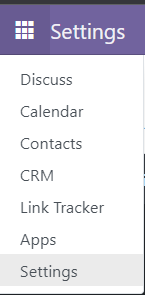 Settings
Discuss
Calendar
Contacts
CRM
Link Tracker
Apps
Settings